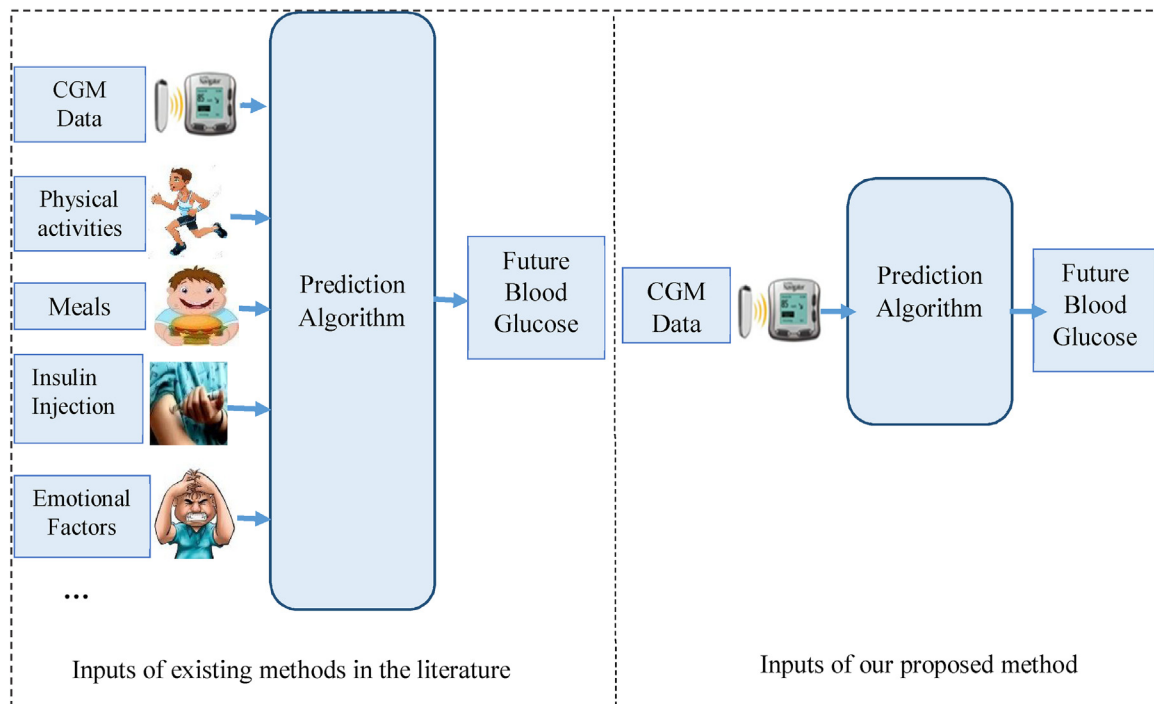 CGM
Data
Physical
activities
Meals
Insulin
Injection
Emotional
Factors
...
Prediction
Algorithm
Future
Blood
Glucose
Inputs of existing methods in the literature
CGM
Data
Prediction
Algorithm
Future
Blood
Glucose
Inputs of our proposed method